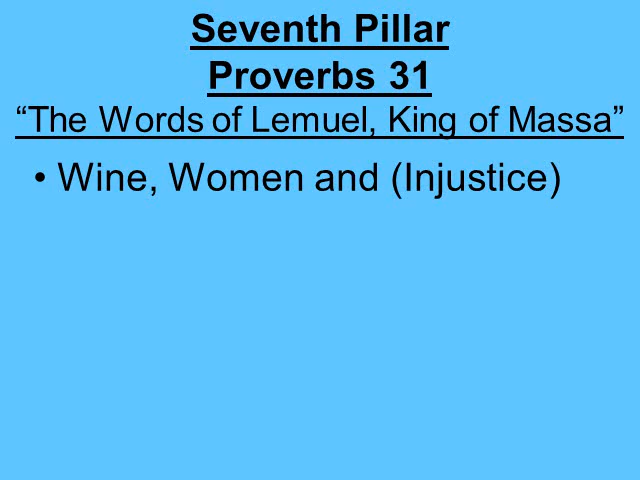 Seventh Pillar
Proverbs 31
“The Words of Lemuel, King of Massa”
• Wine, Women and (Injustice)